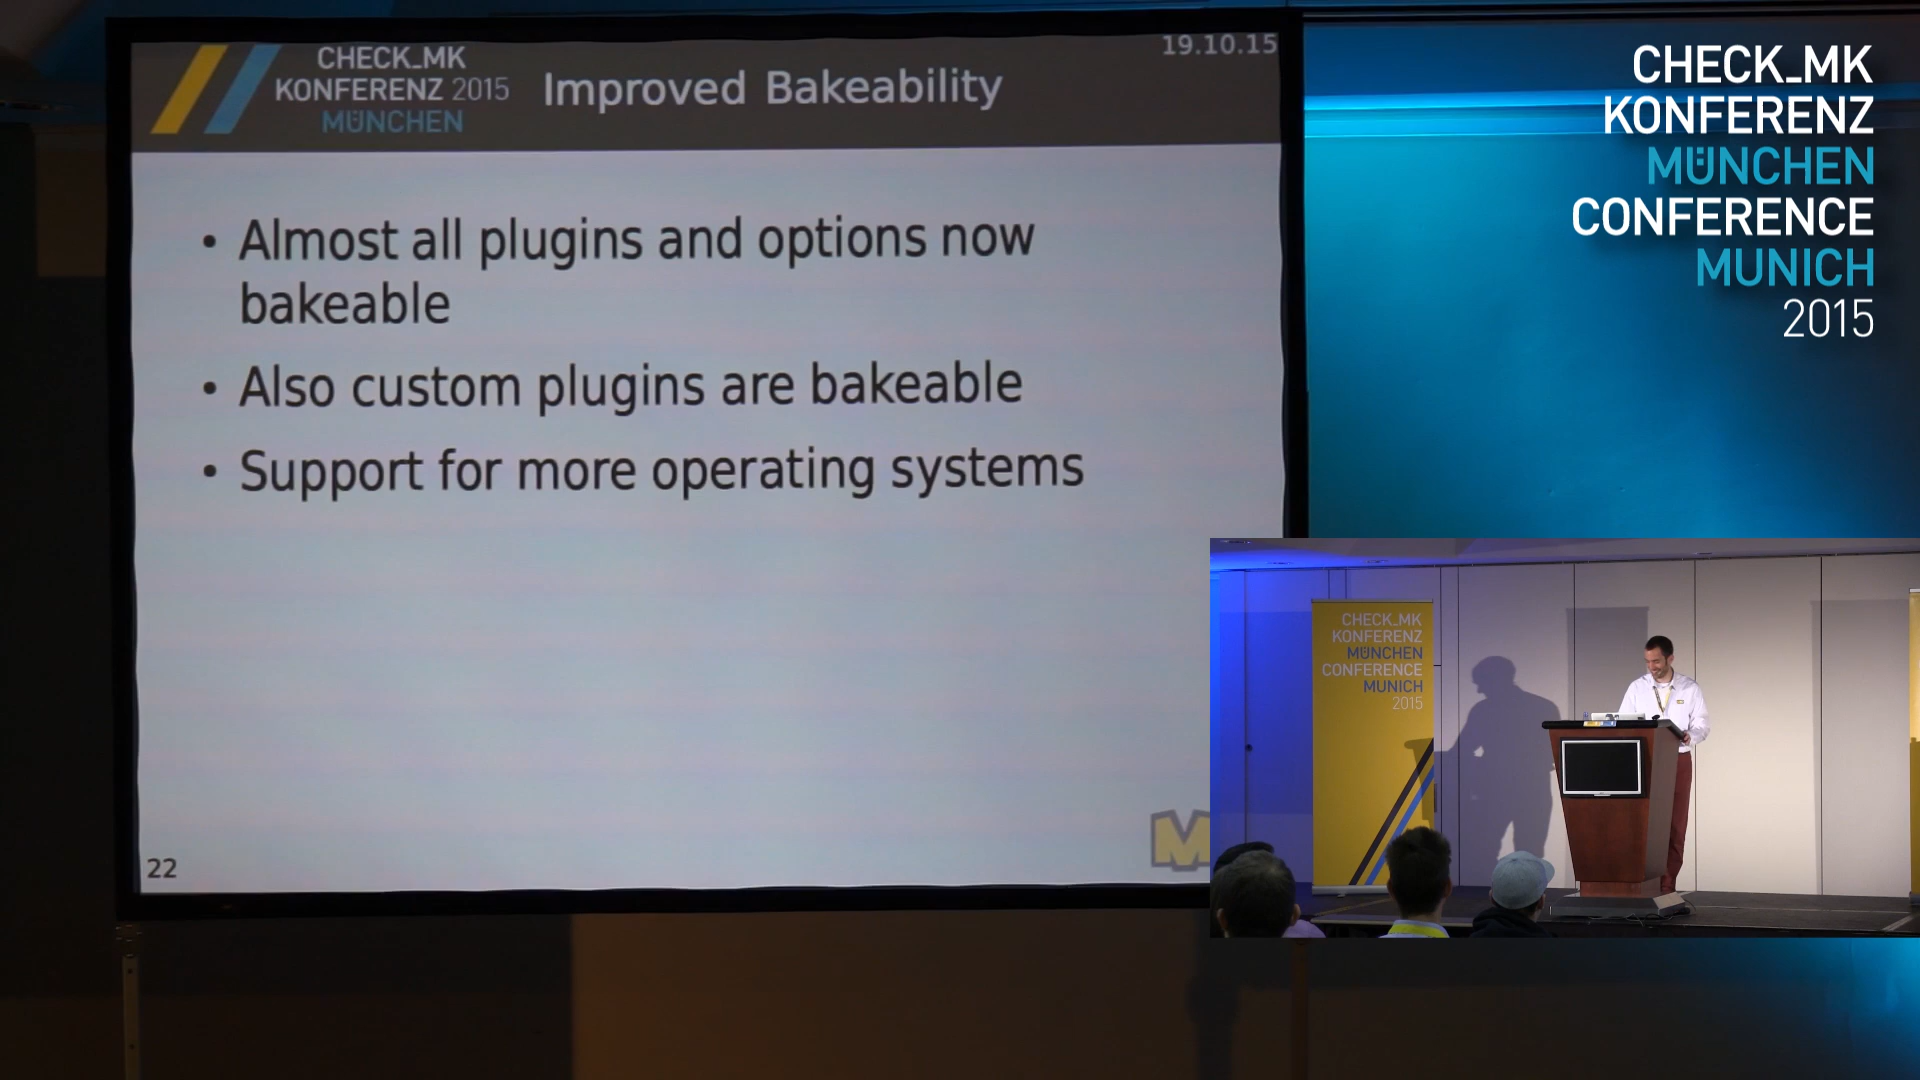 CHECK_MK
KONFERENZ 2015
MÜNCHEN
Improved Bakeability
19.10.15
• Almost all plugins and options now
bakeable
• Also custom plugins are bakeable
• Support for more operating systems
22
M
CHECK_MK
KONFERENZ
MÜNCHEN
CONFERENCE
MUNICH
2015
CHECK_MK
KONFERENZ
MÜNCHEN
CONFERENCE
MUNICH
2015